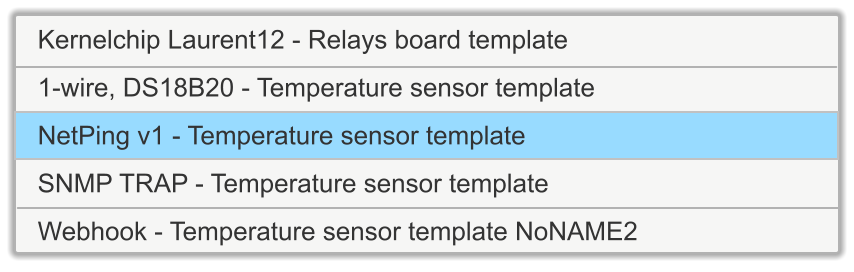 Kernelchip Laurent12 - Relays board template
1-wire, DS18B20 - Temperature sensor template
NetPing v1 - Temperature sensor template
SNMP TRAP - Temperature sensor template
Webhook - Temperature sensor template NoNAME2